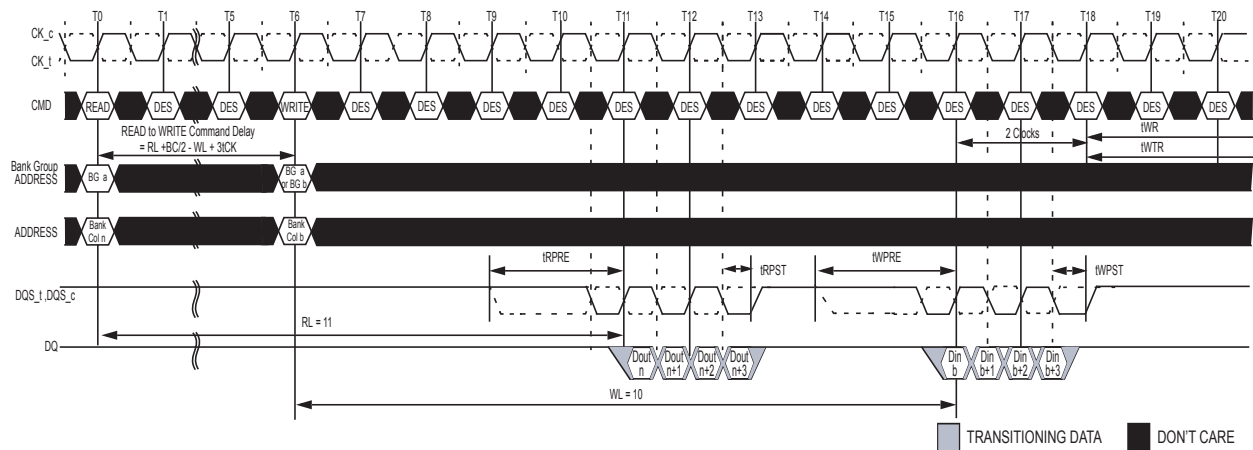 T0 T1 T5 T6 T7 T8 T9 T10 T11 T12 T13 T14 T15 T16 T17 T18 T19 T20
CK_c
CK_t
CMD READ DES DES WRITE DES DES DES DES DES DES DES DES DES DES DES DES DES DES
READ to WRITE Command Delay
= RL +BC/2 - WL + 3tCK
2 Clocks
tWR
tWTR
Bank Group
ADDRESS
BG a
BG a
or BG b
ADDRESS
Bank
Col n
Bank
Col b
tRPRE tRPST tWPRE tWPST
DQS_t ,DQS_c
RL = 11
DQ
Dout
n
Dout
n+1
Dout
n+2
Dout
n+3
Din
b
Din
b+1
Din
b+2
Din
b+3
WL = 10
TRANSITIONING DATA DON'T CARE